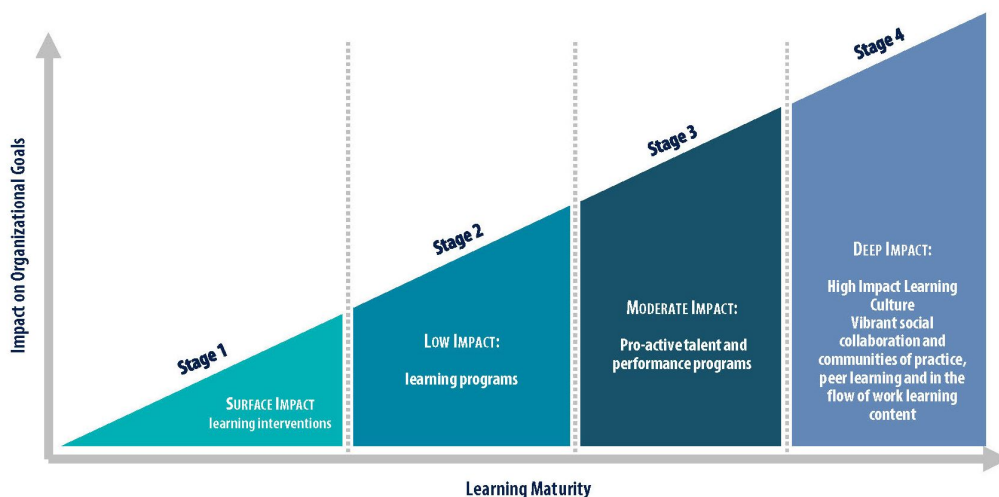 Impact on Organizational Goals
Stage 1
SURFACE IMPACT
learning interventions
Stage 2
LOW IMPACT:
learning programs
Stage 3
MODERATE IMPACT:
Pro-active talent and
performance programs
Stage 4
DEEP IMPACT:
High Impact Learning
Culture
Vibrant social
collaboration and
communities of practice,
peer learning and in the
flow of work learning
content
Learning Maturity